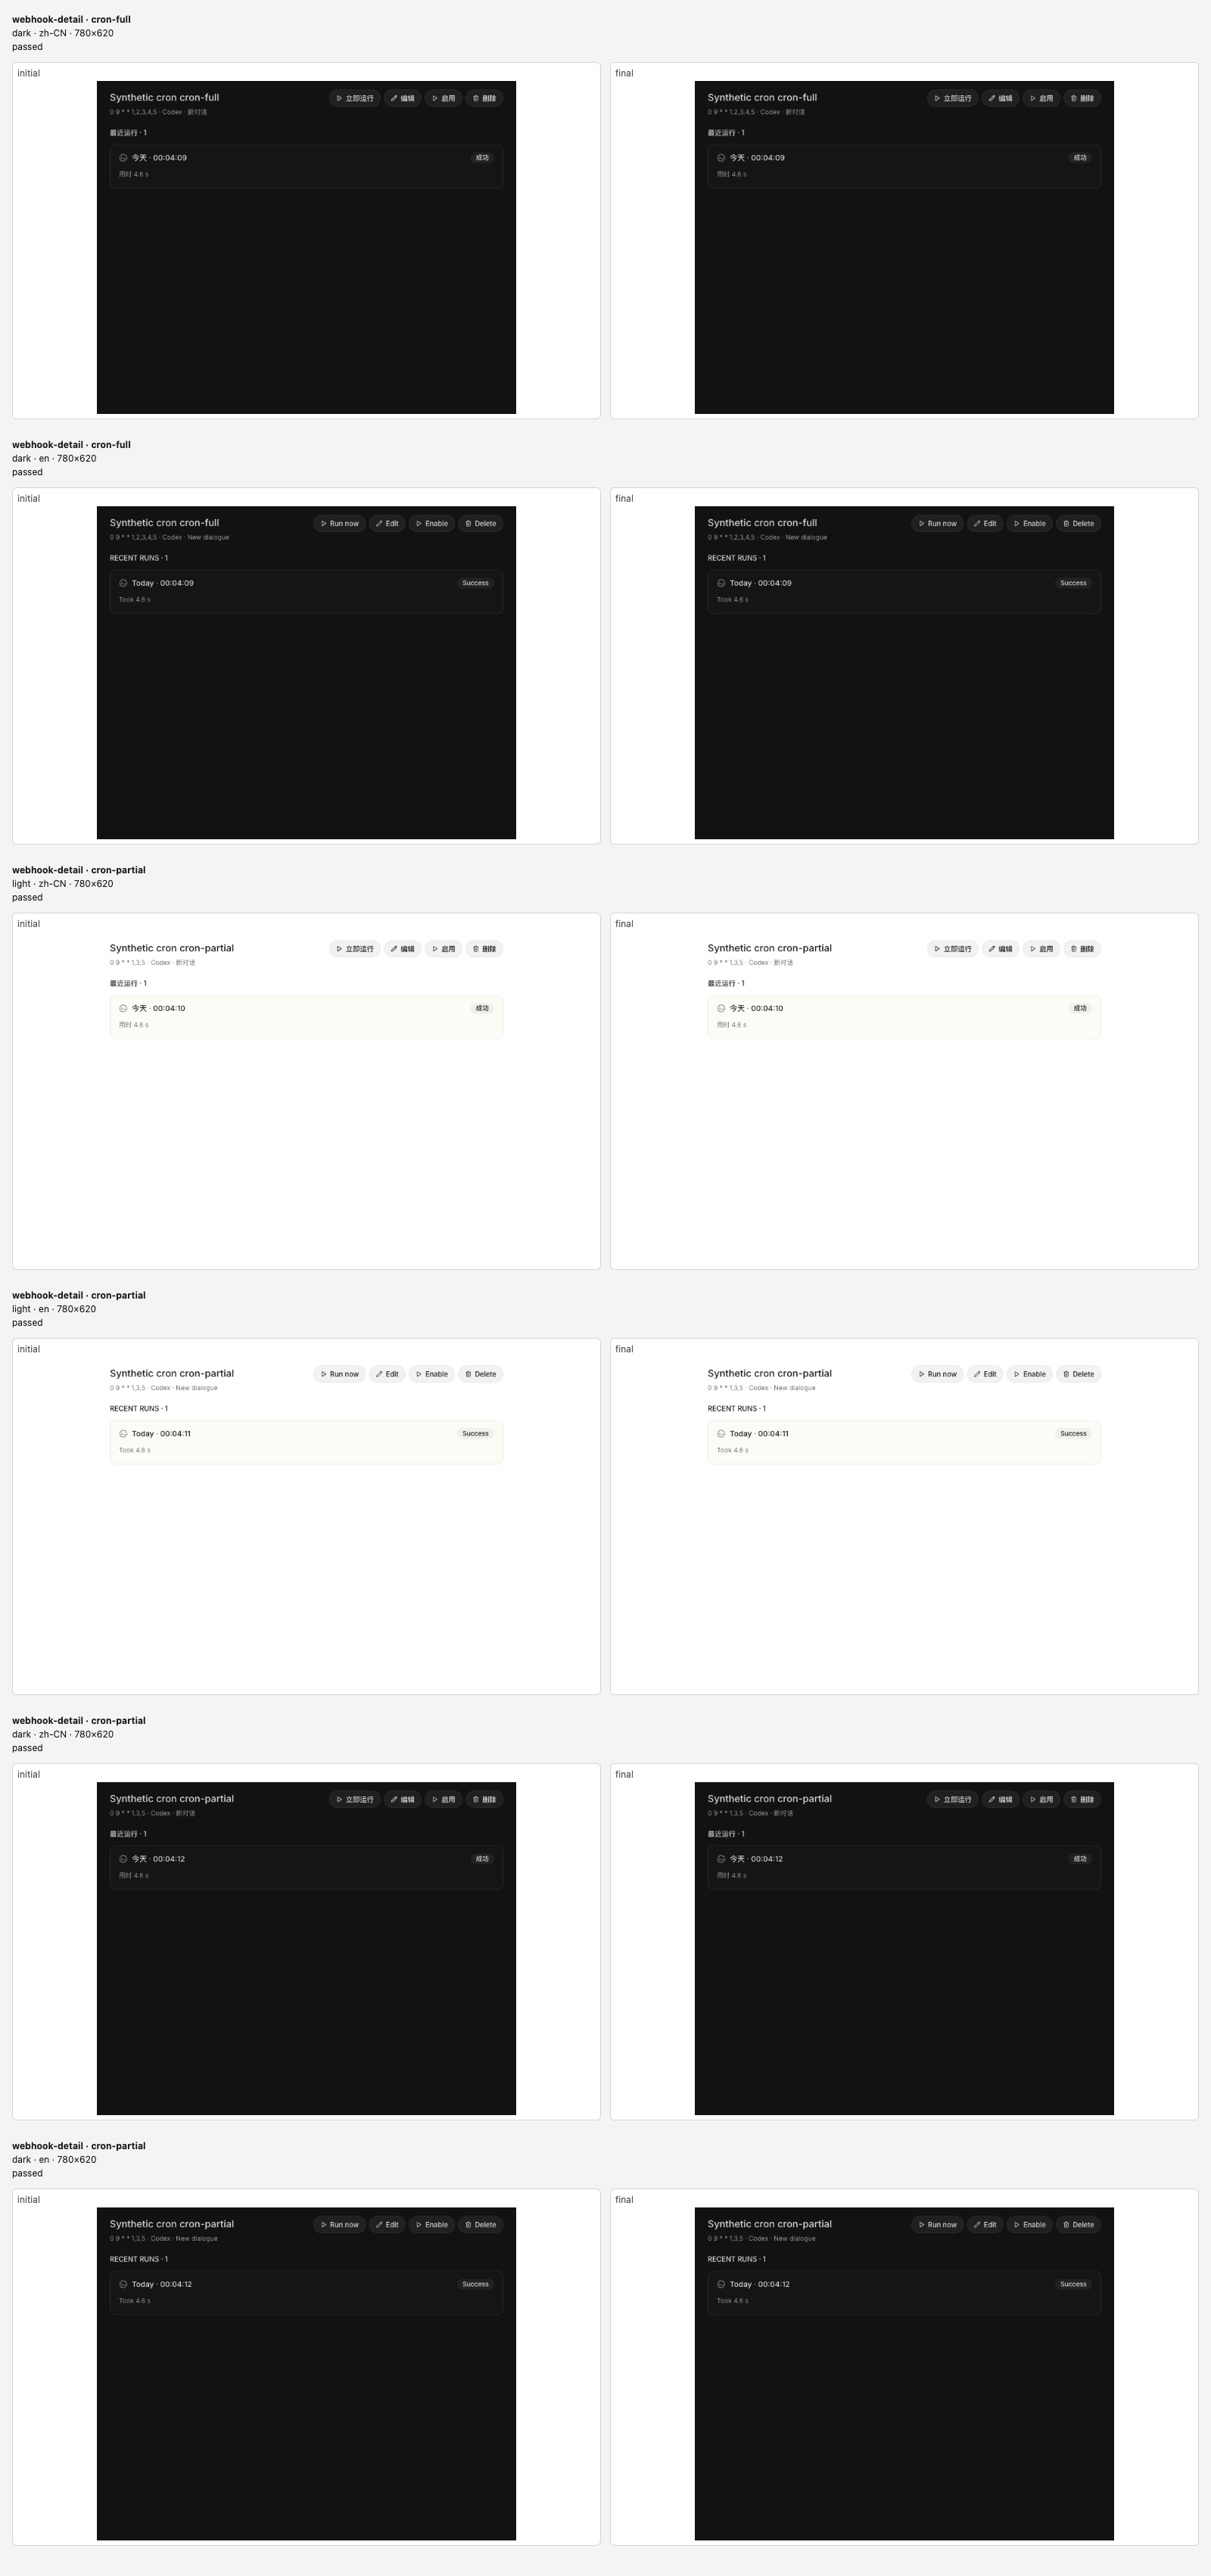 webhook-detail · cron-full
dark · zh-CN · 780×620
passed
initial
Synthetic cron cron-full
立即运行 编辑 启用 删除
0 9 * * 1,2,3,4,5 · Codex · 新对话
最近运行 · 1
今天 · 00:04:09
成功
用时 4.6 s
final
Synthetic cron cron-full
立即运行 编辑 启用 删除
0 9 * * 1,2,3,4,5 · Codex · 新对话
最近运行 · 1
今天 · 00:04:09
成功
用时 4.6 s
webhook-detail · cron-full
dark · en · 780×620
passed
initial
Synthetic cron cron-full
Run now Edit Enable Delete
0 9 * * 1,2,3,4,5 · Codex · New dialogue
RECENT RUNS · 1
Today · 00:04:09
Success
Took 4.6 s
final
Synthetic cron cron-full
Run now Edit Enable Delete
0 9 * * 1,2,3,4,5 · Codex · New dialogue
RECENT RUNS · 1
Today · 00:04:09
Success
Took 4.6 s
webhook-detail · cron-partial
light · zh-CN · 780×620
passed
initial
Synthetic cron cron-partial
立即运行 编辑 启用 删除
0 9 * * 1,3,5 · Codex · 新对话
最近运行 · 1
今天 · 00:04:10
成功
用时 4.6 s
final
Synthetic cron cron-partial
立即运行 编辑 启用 删除
0 9 * * 1,3,5 · Codex · 新对话
最近运行 · 1
今天 · 00:04:10
成功
用时 4.6 s
webhook-detail · cron-partial
light · en · 780×620
passed
initial
Synthetic cron cron-partial
Run now Edit Enable Delete
0 9 * * 1,3,5 · Codex · New dialogue
RECENT RUNS · 1
Today · 00:04:11
Success
Took 4.6 s
final
Synthetic cron cron-partial
Run now Edit Enable Delete
0 9 * * 1,3,5 · Codex · New dialogue
RECENT RUNS · 1
Today · 00:04:11
Success
Took 4.6 s
webhook-detail · cron-partial
dark · zh-CN · 780×620
passed
initial
Synthetic cron cron-partial
立即运行 编辑 启用 删除
0 9 * * 1,3,5 · Codex · 新对话
最近运行 · 1
今天 · 00:04:12
成功
用时 4.6 s
final
Synthetic cron cron-partial
立即运行 编辑 启用 删除
0 9 * * 1,3,5 · Codex · 新对话
最近运行 · 1
今天 · 00:04:12
成功
用时 4.6 s
webhook-detail · cron-partial
dark · en · 780×620
passed
initial
Synthetic cron cron-partial
Run now Edit Enable Delete
0 9 * * 1,3,5 · Codex · New dialogue
RECENT RUNS · 1
Today · 00:04:12
Success
Took 4.6 s
final
Synthetic cron cron-partial
Run now Edit Enable Delete
0 9 * * 1,3,5 · Codex · New dialogue
RECENT RUNS · 1
Today · 00:04:12
Success
Took 4.6 s